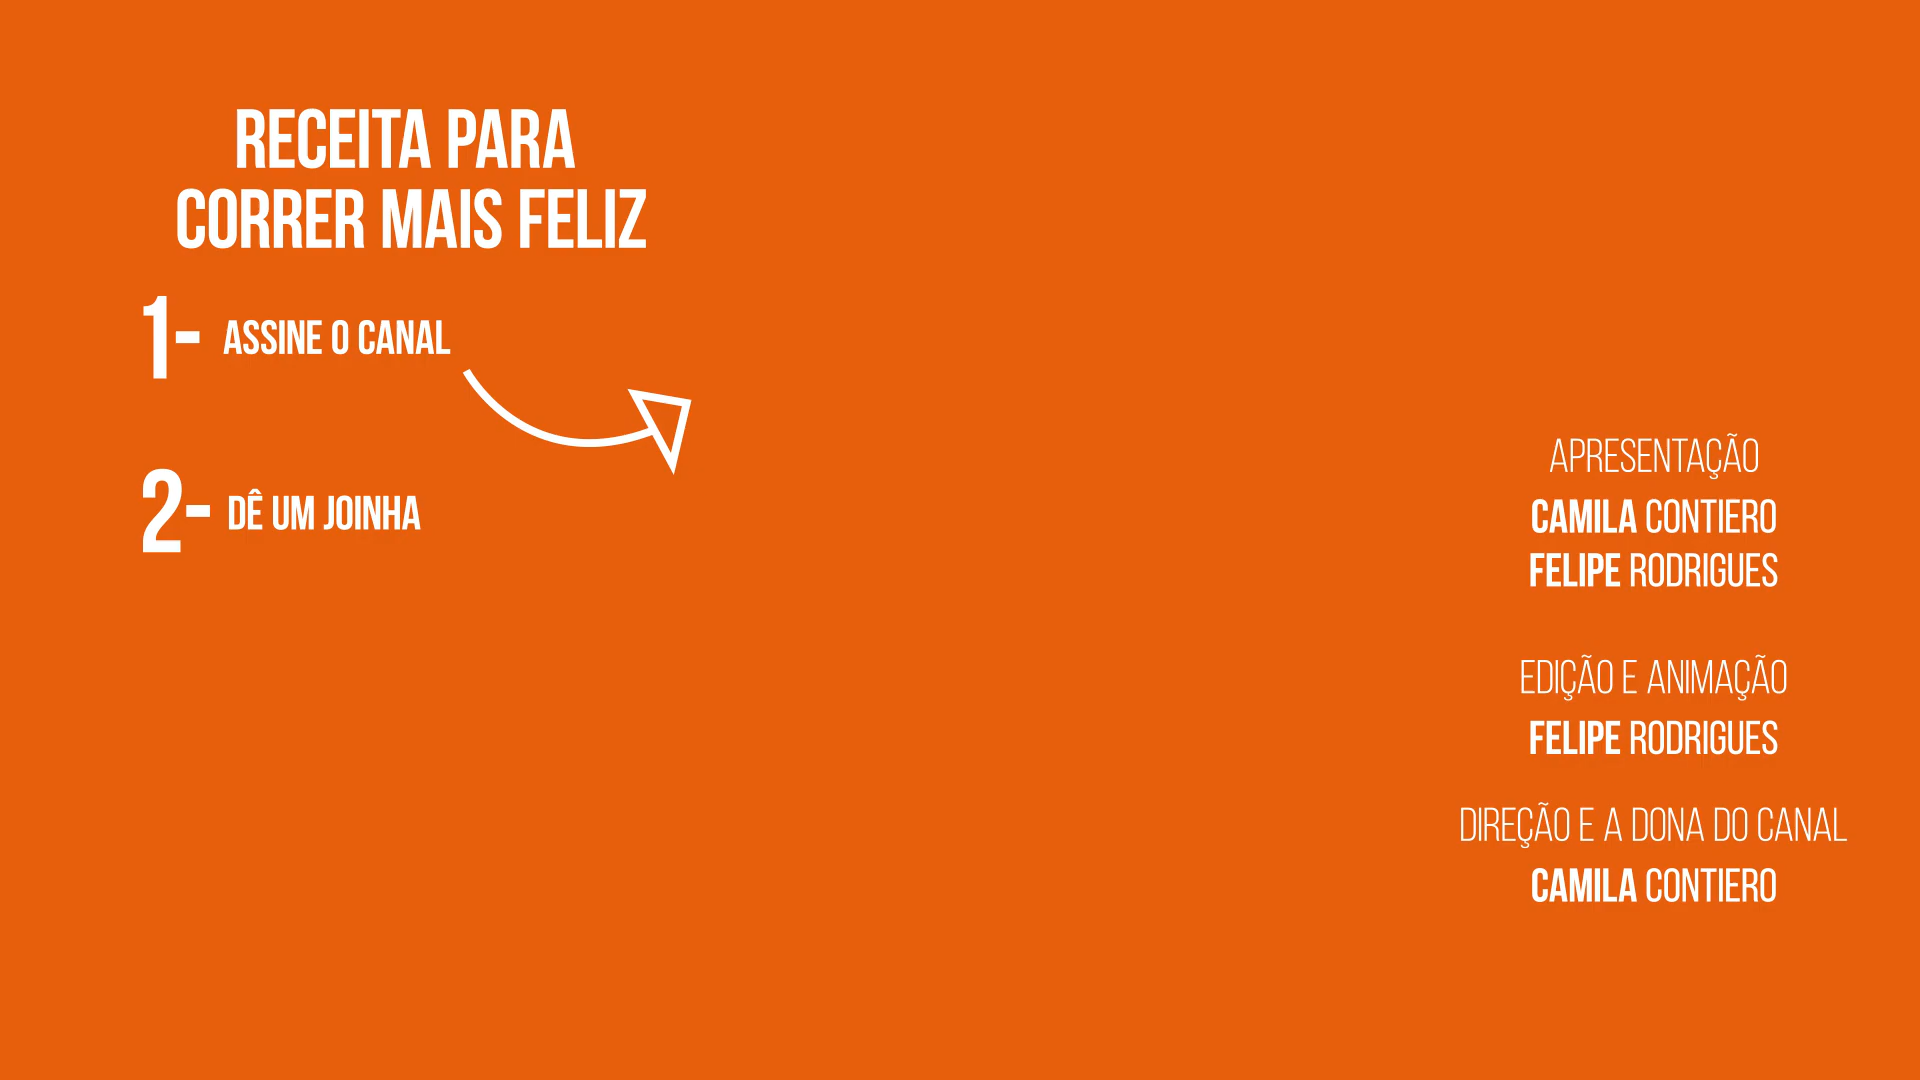 RECEITA PARA
CORRER MAIS FELIZ
1- ASSINE O CANAL
2- DÊ UM JOINHA
APRESENTAÇÃO
CAMILA CONTIERO
FELIPE RODRIGUES
EDIÇÃO E ANIMAÇÃO
FELIPE RODRIGUES
DIREÇÃO E A DONA DO CANAL
CAMILA CONTIERO